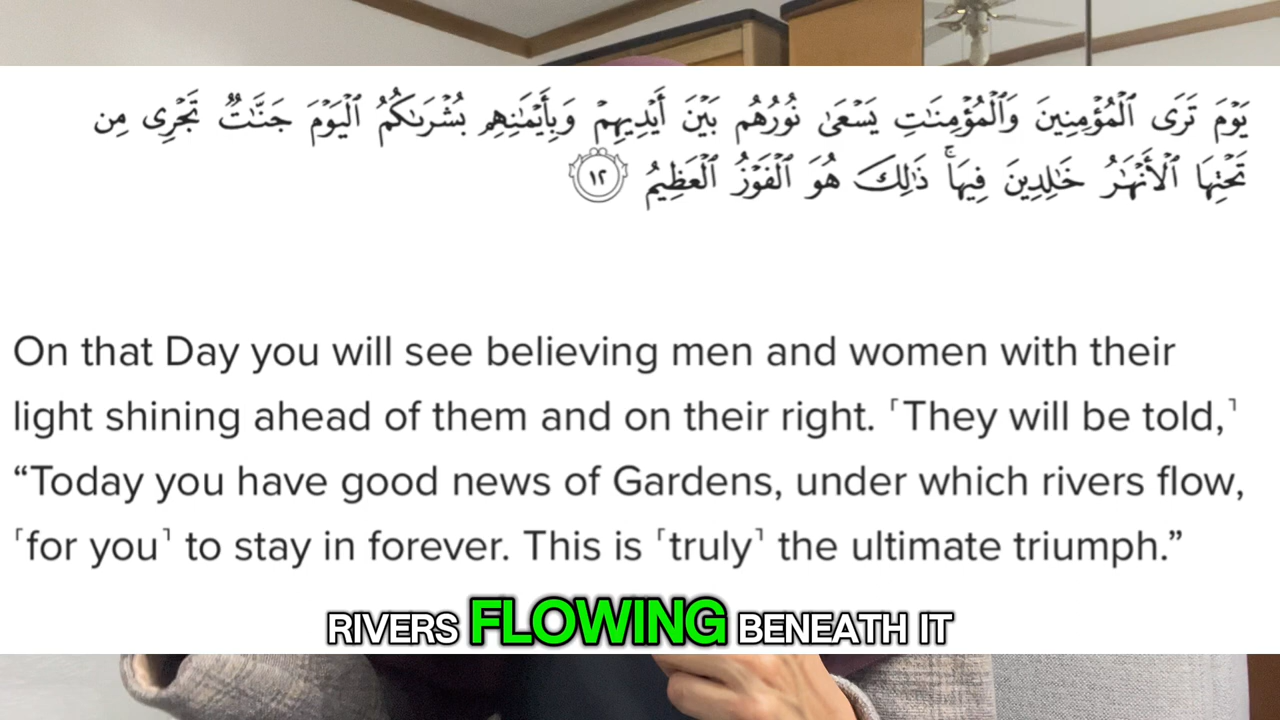 يَوْمَ تَرَى ٱلْمُؤْمِنِينَ وَٱلْمُؤْمِنَـٰتِ يَسْعَىٰ نُورُهُم بَيْنَ أَيْدِيهِمْ وَبِأَيْمَـٰنِهِم بُشْرَىٰكُمُ ٱلْيَوْمَ جَنَّـٰتٌۭ تَجْرِى مِن
تَحْتِهَا ٱلْأَنْهَـٰرُ خَـٰلِدِينَ فِيهَا ۚ ذَٰلِكَ هُوَ ٱلْفَوْزُ ٱلْعَظِيمُ ١٢
On that Day you will see believing men and women with their
light shining ahead of them and on their right. ˹They will be told,˺
“Today you have good news of Gardens, under which rivers flow,
˹for you˺ to stay in forever. This is ˹truly˺ the ultimate triumph.”
RIVERS FLOWING BENEATH IT